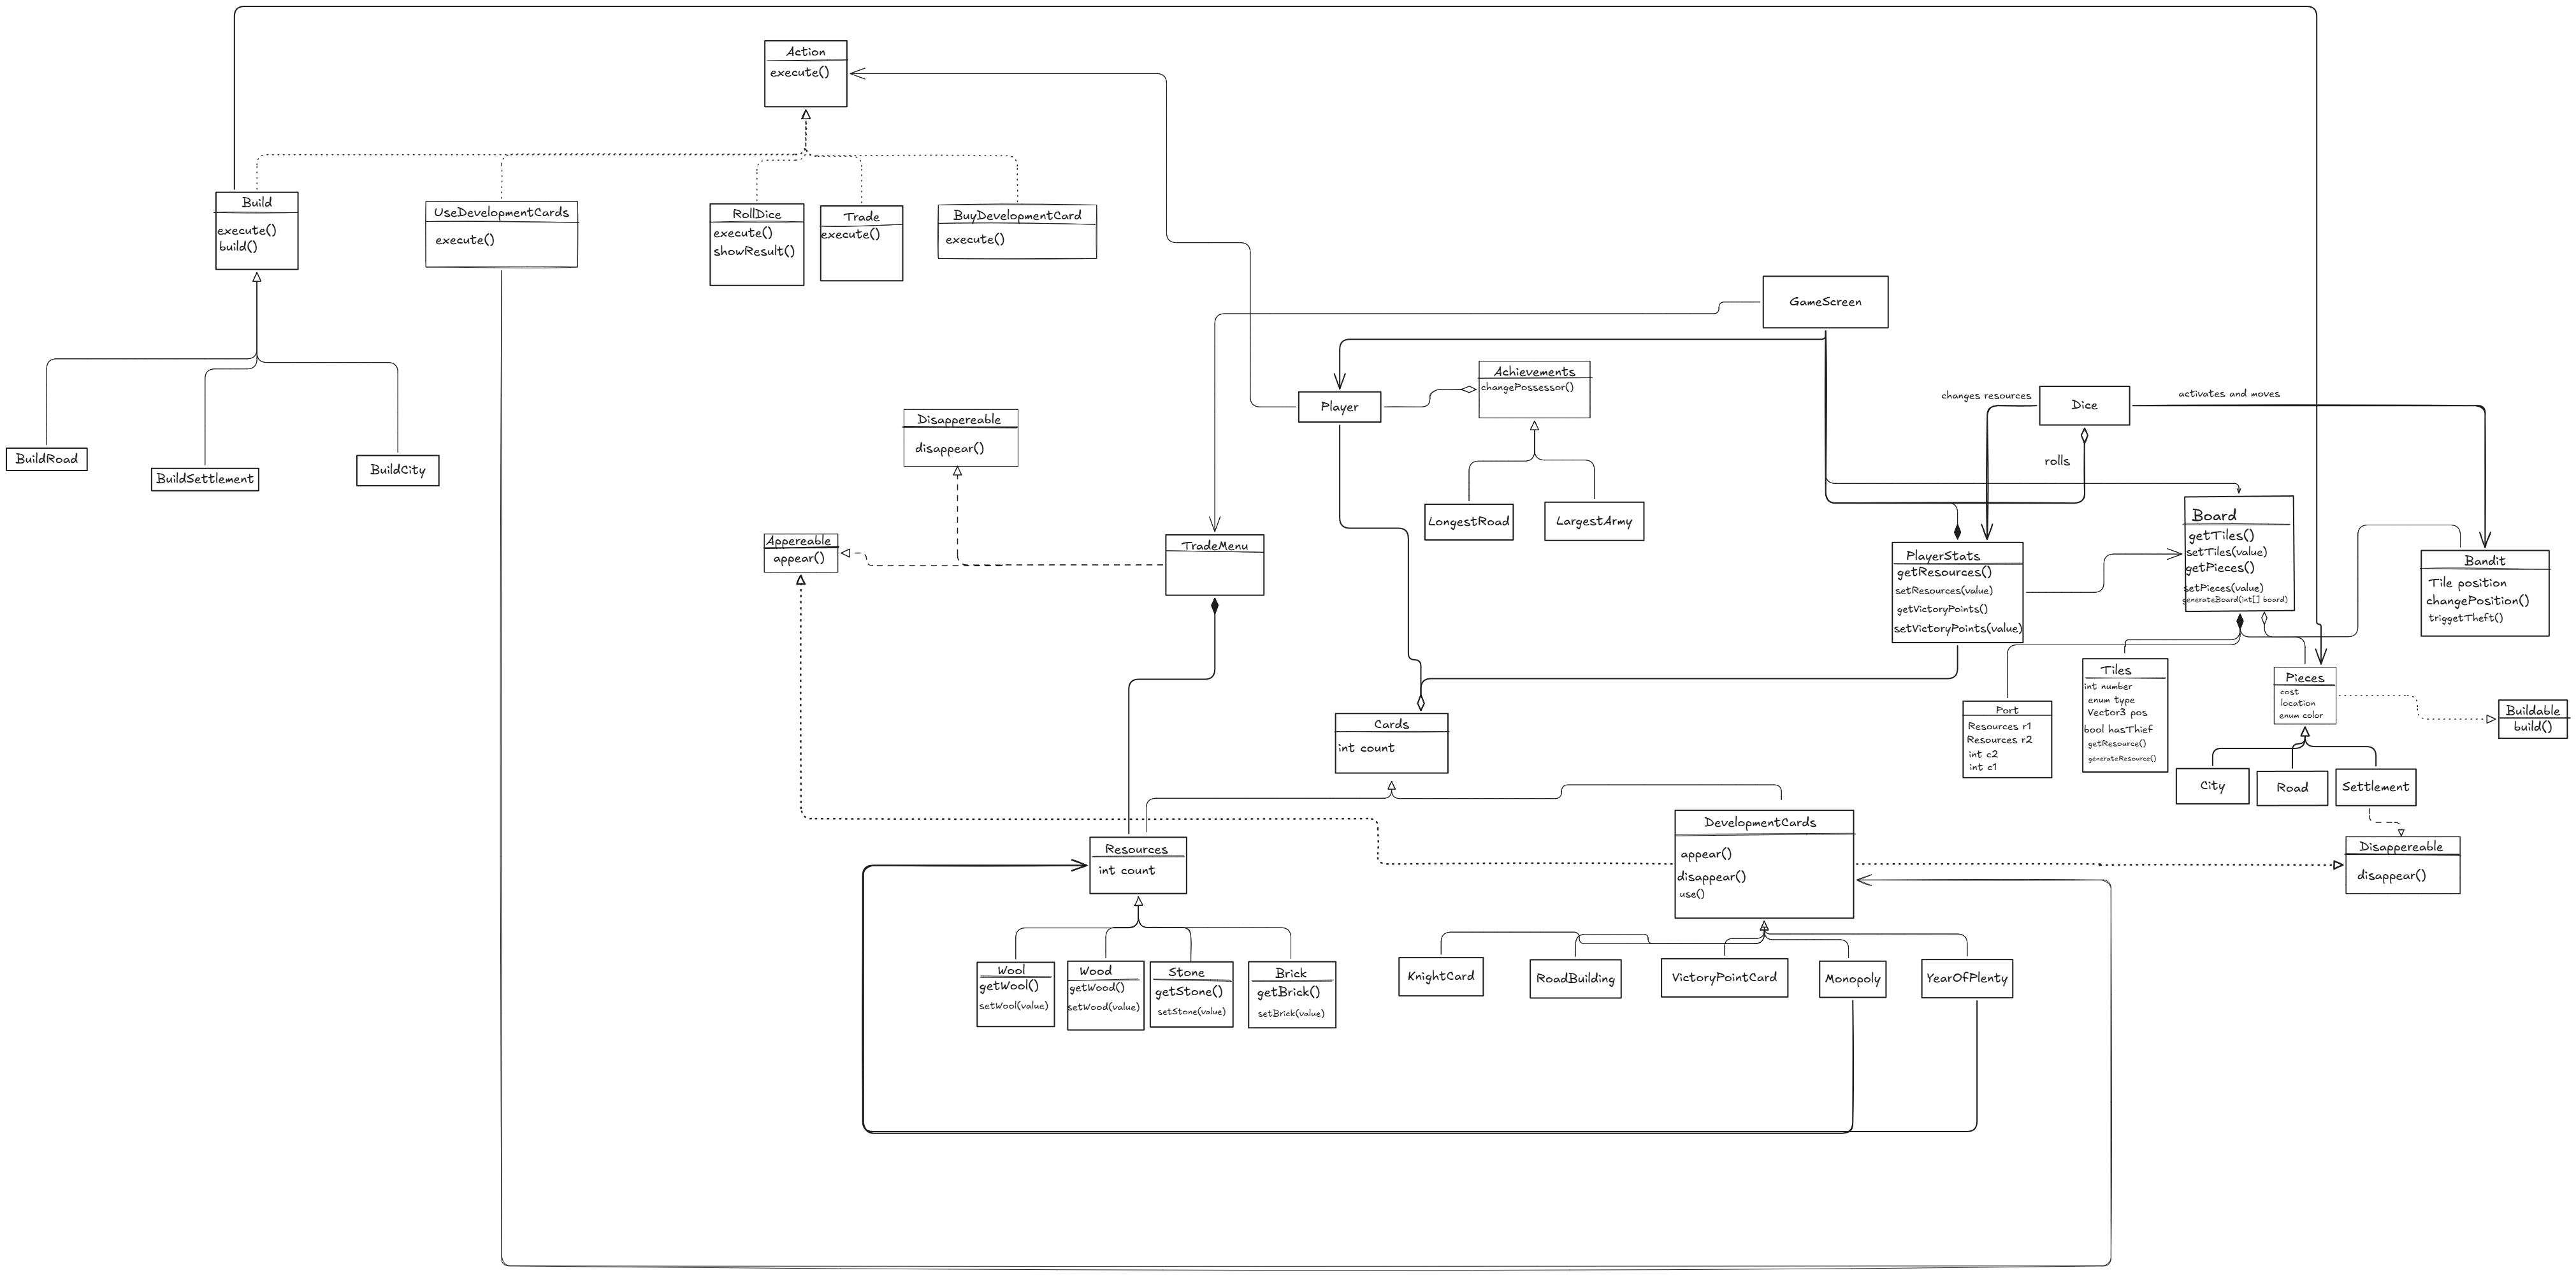 Action
execute()
Build
execute()
build()
UseDevelopmentCards
execute()
RollDice
execute()
showResult()
Trade
execute()
BuyDevelopmentCard
execute()
GameScreen
Achievements
changePossessor()
Player
Dice
changes resources
activates and moves
rolls
Disappereable
disappear()
BuildRoad
BuildSettlement
BuildCity
LongestRoad
LargestArmy
Appereable
appear()
TradeMenu
PlayerStats
getResources()
setResources(value)
getVictoryPoints()
setVictoryPoints(value)
Board
getTiles()
setTiles(value)
getPieces()
setPieces(value)
generateBoard(int[] board)
Bandit
Tile position
changePosition()
triggetTheft()
Port
Resources r1
Resources r2
int c2
int c1
Tiles
int number
enum type
Vector3 pos
bool hasThief
getResource()
generateResource()
Pieces
cost
location
enum color
Buildable
build()
Cards
int count
City
Road
Settlement
DevelopmentCards
appear()
disappear()
use()
Resources
int count
Disappereable
disappear()
Wool
getWool()
setWool(value)
Wood
getWood()
setWood(value)
Stone
getStone()
setStone(value)
Brick
getBrick()
setBrick(value)
KnightCard
RoadBuilding
VictoryPointCard
Monopoly
YearOfPlenty